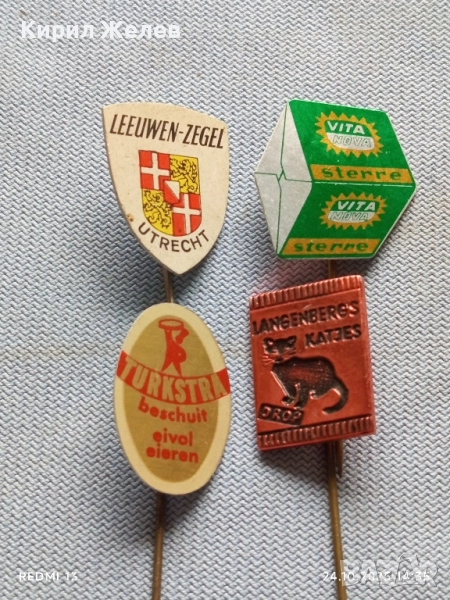 Кирил Желев
LEEUWEN-ZEGEL
UTRECHT
VITA
NOVA
sterre
VITA
NOVA
sterre
TURKSTRA
beschuit
eivol
eieren
LANGENBERG'S
KATJES
DROP
REDMI 13